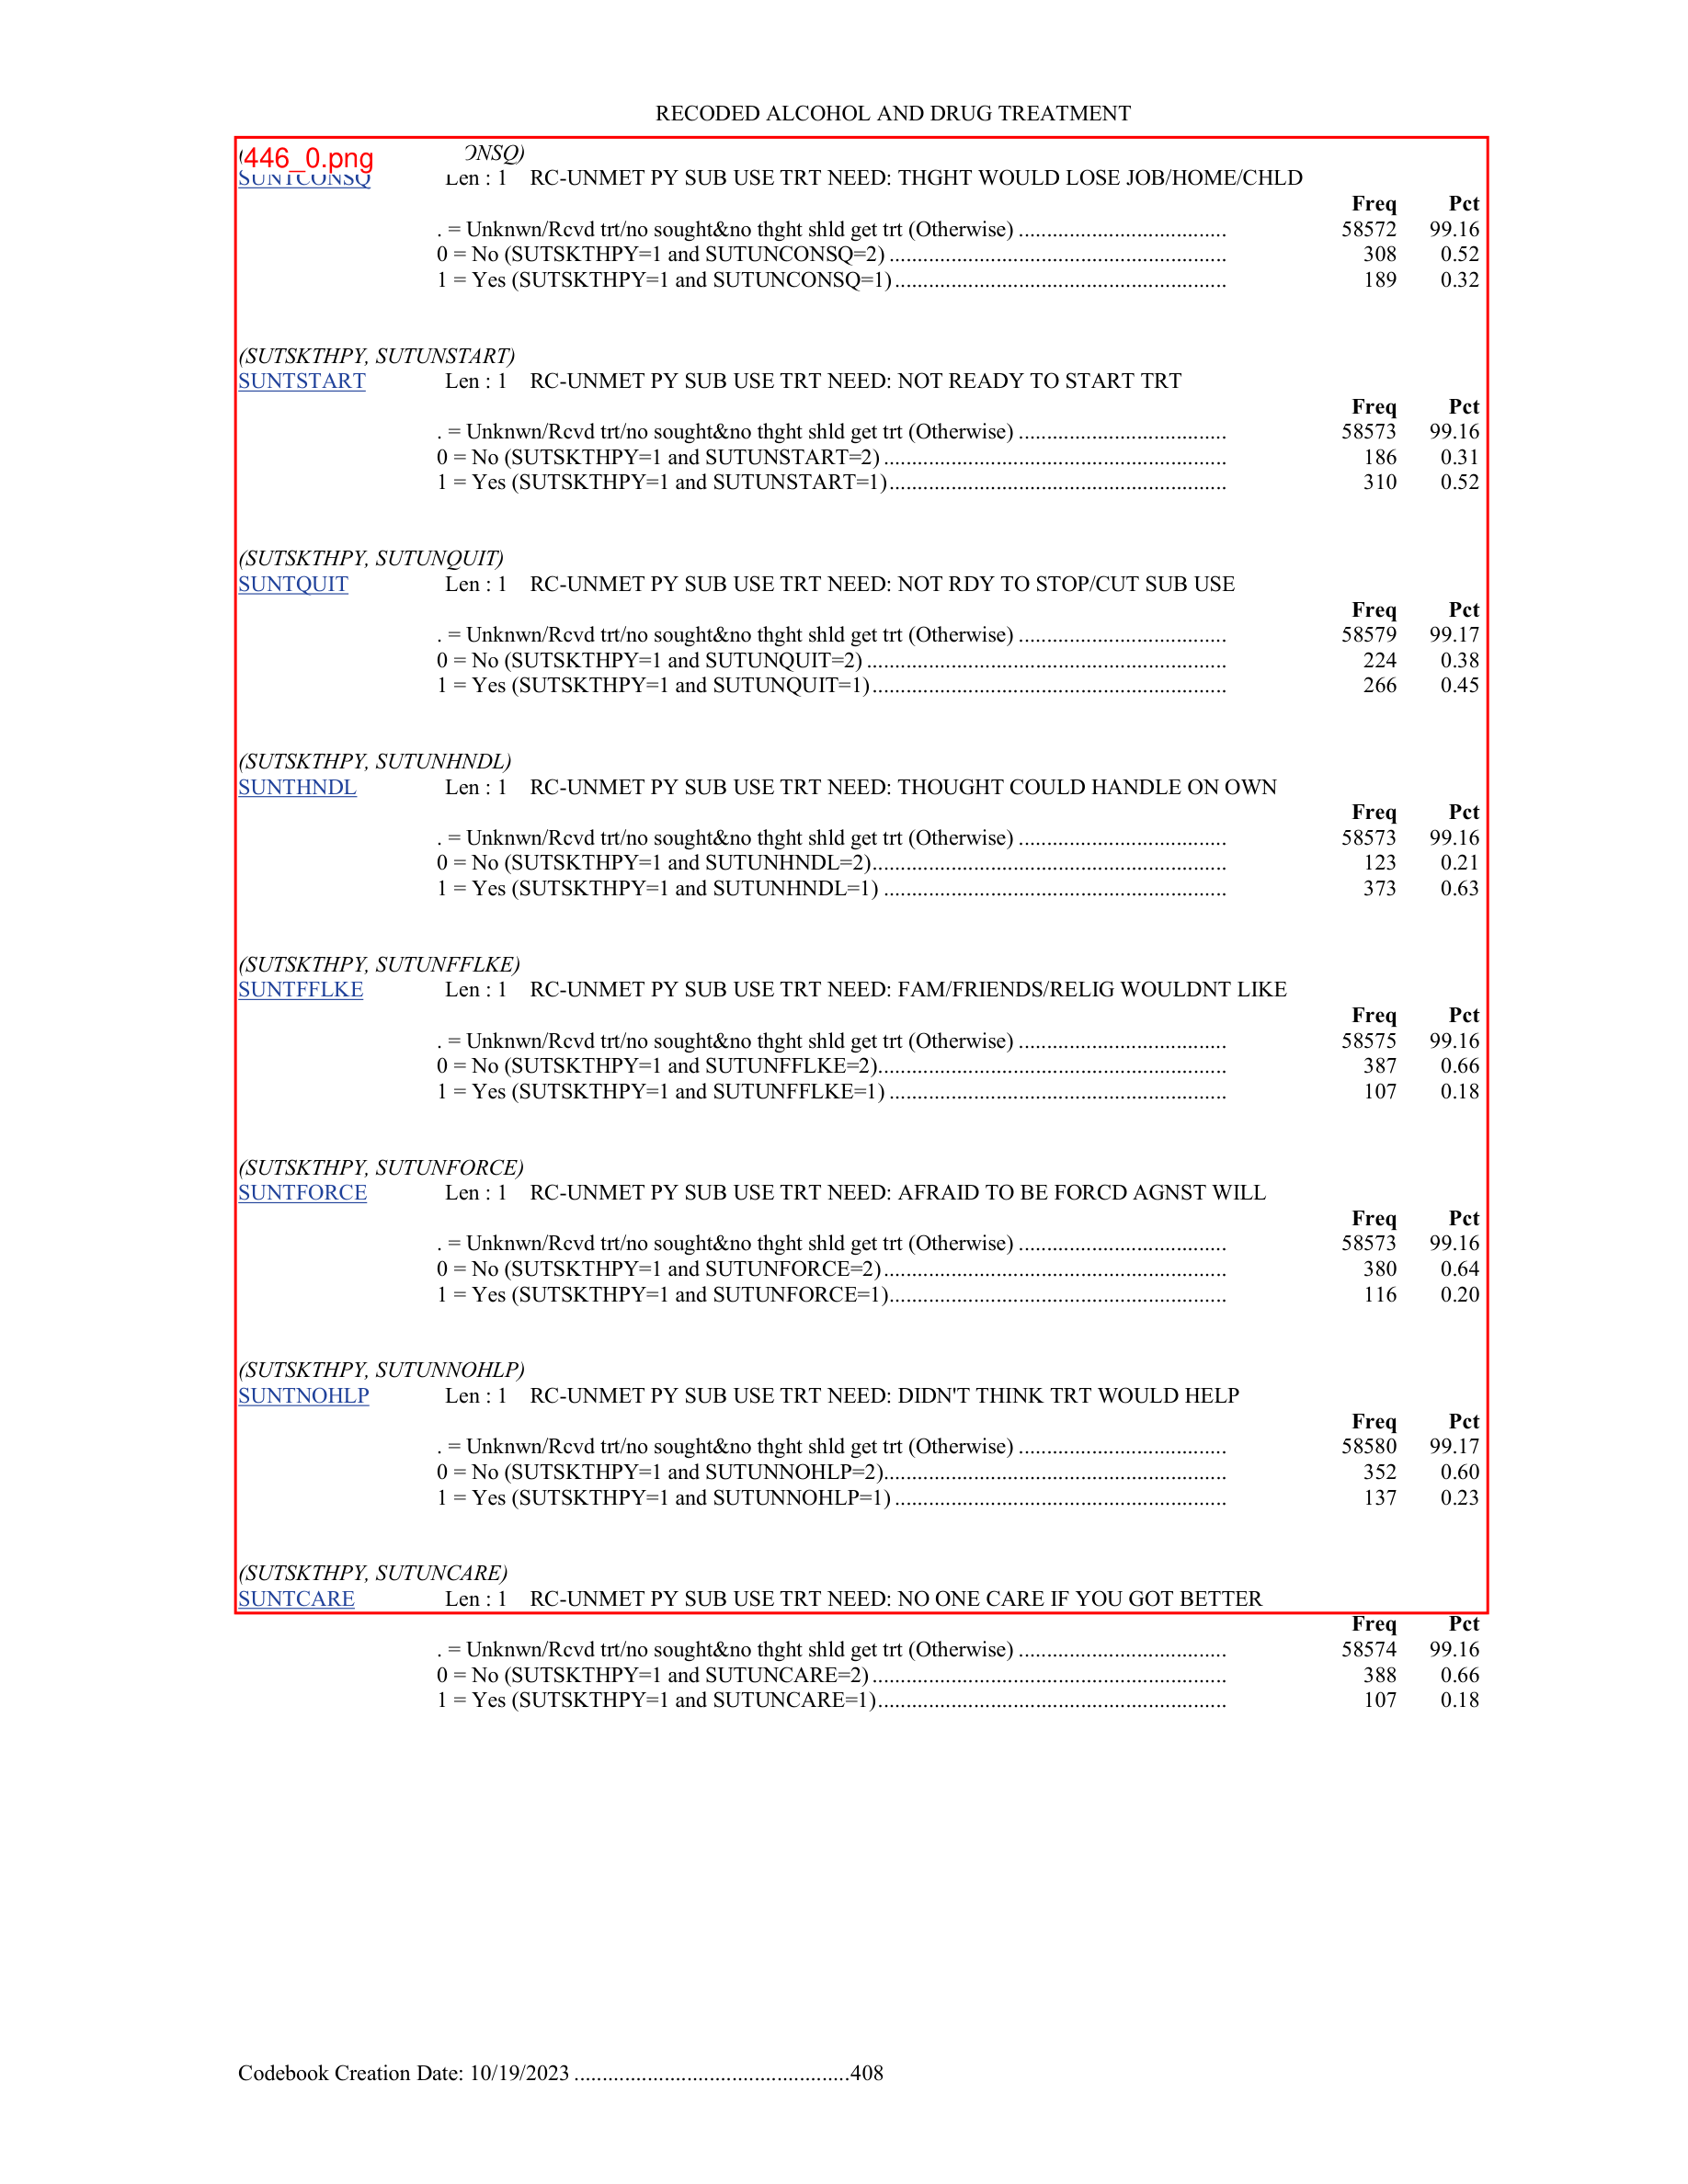 RECODED ALCOHOL AND DRUG TREATMENT
446_0.png ONSQ)
SUNTCONSQ Len : 1 RC-UNMET PY SUB USE TRT NEED: THGHT WOULD LOSE JOB/HOME/CHLD
Freq Pct
. = Unknwn/Rcvd trt/no sought&no thght shld get trt (Otherwise) ..................................... 58572 99.16
0 = No (SUTSKTHPY=1 and SUTUNCONSQ=2) ............................................................ 308 0.52
1 = Yes (SUTSKTHPY=1 and SUTUNCONSQ=1)........................................................... 189 0.32
(SUTSKTHPY, SUTUNSTART)
SUNTSTART Len : 1 RC-UNMET PY SUB USE TRT NEED: NOT READY TO START TRT
Freq Pct
. = Unknwn/Rcvd trt/no sought&no thght shld get trt (Otherwise) ..................................... 58573 99.16
0 = No (SUTSKTHPY=1 and SUTUNSTART=2) ............................................................. 186 0.31
1 = Yes (SUTSKTHPY=1 and SUTUNSTART=1)............................................................ 310 0.52
(SUTSKTHPY, SUTUNQUIT)
SUNTQUIT Len : 1 RC-UNMET PY SUB USE TRT NEED: NOT RDY TO STOP/CUT SUB USE
Freq Pct
. = Unknwn/Rcvd trt/no sought&no thght shld get trt (Otherwise) ..................................... 58579 99.17
0 = No (SUTSKTHPY=1 and SUTUNQUIT=2) ................................................................ 224 0.38
1 = Yes (SUTSKTHPY=1 and SUTUNQUIT=1)............................................................... 266 0.45
(SUTSKTHPY, SUTUNHNDL)
SUNTHNDL Len : 1 RC-UNMET PY SUB USE TRT NEED: THOUGHT COULD HANDLE ON OWN
Freq Pct
. = Unknwn/Rcvd trt/no sought&no thght shld get trt (Otherwise) ..................................... 58573 99.16
0 = No (SUTSKTHPY=1 and SUTUNHNDL=2)............................................................... 123 0.21
1 = Yes (SUTSKTHPY=1 and SUTUNHNDL=1) ............................................................. 373 0.63
(SUTSKTHPY, SUTUNFFLKE)
SUNTFFLKE Len : 1 RC-UNMET PY SUB USE TRT NEED: FAM/FRIENDS/RELIG WOULDNT LIKE
Freq Pct
. = Unknwn/Rcvd trt/no sought&no thght shld get trt (Otherwise) ..................................... 58575 99.16
0 = No (SUTSKTHPY=1 and SUTUNFFLKE=2).............................................................. 387 0.66
1 = Yes (SUTSKTHPY=1 and SUTUNFFLKE=1) ............................................................ 107 0.18
(SUTSKTHPY, SUTUNFORCE)
SUNTFORCE Len : 1 RC-UNMET PY SUB USE TRT NEED: AFRAID TO BE FORCD AGNST WILL
Freq Pct
. = Unknwn/Rcvd trt/no sought&no thght shld get trt (Otherwise) ..................................... 58573 99.16
0 = No (SUTSKTHPY=1 and SUTUNFORCE=2)............................................................. 380 0.64
1 = Yes (SUTSKTHPY=1 and SUTUNFORCE=1)............................................................ 116 0.20
(SUTSKTHPY, SUTUNNOHLP)
SUNTNOHLP Len : 1 RC-UNMET PY SUB USE TRT NEED: DIDN'T THINK TRT WOULD HELP
Freq Pct
. = Unknwn/Rcvd trt/no sought&no thght shld get trt (Otherwise) ..................................... 58580 99.17
0 = No (SUTSKTHPY=1 and SUTUNNOHLP=2)............................................................. 352 0.60
1 = Yes (SUTSKTHPY=1 and SUTUNNOHLP=1) ........................................................... 137 0.23
(SUTSKTHPY, SUTUNCARE)
SUNTCARE Len : 1 RC-UNMET PY SUB USE TRT NEED: NO ONE CARE IF YOU GOT BETTER
Freq Pct
. = Unknwn/Rcvd trt/no sought&no thght shld get trt (Otherwise) ..................................... 58574 99.16
0 = No (SUTSKTHPY=1 and SUTUNCARE=2) ............................................................... 388 0.66
1 = Yes (SUTSKTHPY=1 and SUTUNCARE=1).............................................................. 107 0.18
Codebook Creation Date: 10/19/2023 .................................................408